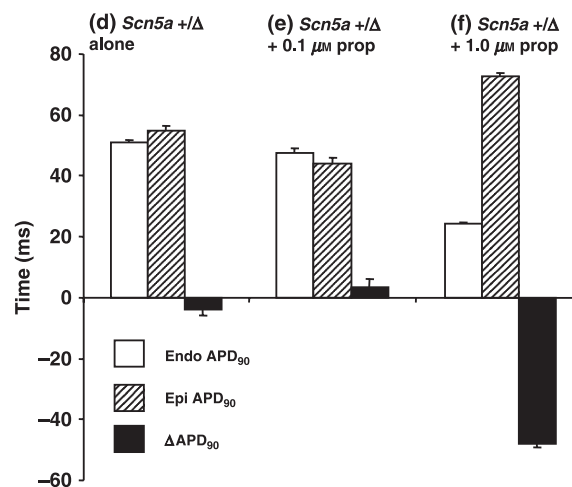 (d) Scn5a +/Δ
alone
(e) Scn5a +/Δ
+ 0.1 μM prop
(f) Scn5a +/Δ
+ 1.0 μM prop
Time (ms)
80
60
40
20
0
−20
−40
−60
Endo APD90
Epi APD90
ΔAPD90